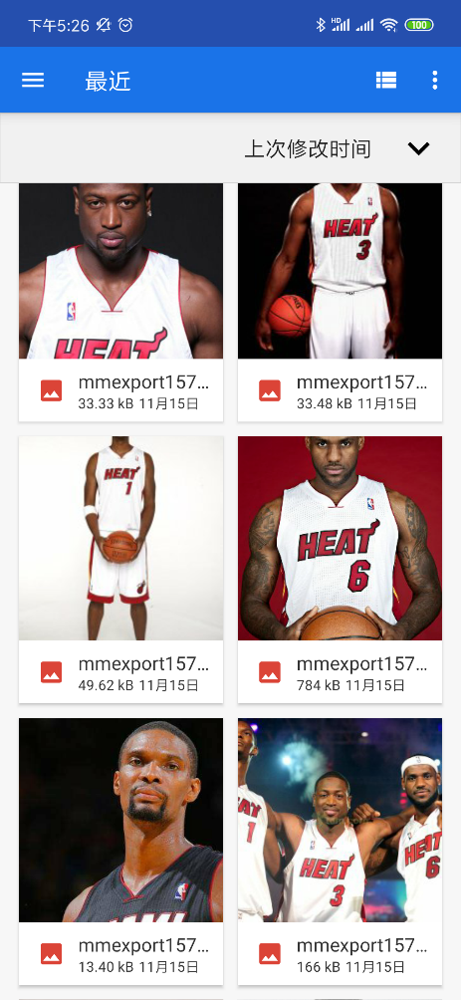 下午5:26
HD
100
最近
上次修改时间
HEAT
HEAT
3
mmexport157...
33.33 kB 11月15日
mmexport157...
33.48 kB 11月15日
HEAT
1
HEAT
6
mmexport157...
49.62 kB 11月15日
mmexport157...
784 kB 11月15日
MIAMI
1
HEAT
3
HEAT
6
mmexport157...
13.40 kB 11月15日
mmexport157...
166 kB 11月15日